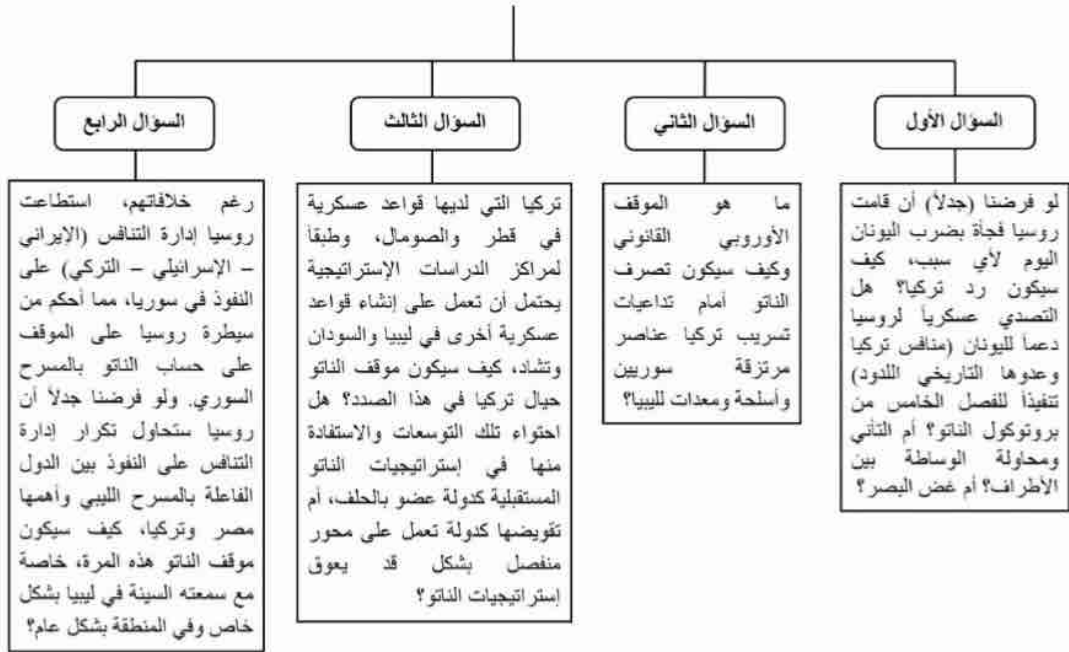 السؤال الأول
لو فرضنا (جدلاً) أن قامت
روسيا فجأة بضرب اليونان
اليوم لأي سبب، كيف
سيكون رد تركيا؟ هل
التصدي عسكرياً لروسيا
دعماً لليونان (منافس تركيا
وعدوها التاريخي اللدود)
تنفيذاً للفصل الخامس من
بروتوكول الناتو؟ أم التأني
ومحاولة الوساطة بين
الأطراف؟ أم غض البصر؟
السؤال الثاني
ما هو الموقف
الأوروبي القانوني
وكيف سيكون تصرف
الناتو أمام تداعيات
تسريب تركيا عناصر
مرتزقة سوريين
وأسلحة ومعدات لليبيا؟
السؤال الثالث
تركيا التي لديها قواعد عسكرية
في قطر والصومال، وطبقاً
لمراكز الدراسات الإستراتيجية
يحتمل أن تعمل على إنشاء قواعد
عسكرية أخرى في ليبيا والسودان
وتشاد، كيف سيكون موقف الناتو
حيال تركيا في هذا الصدد؟ هل
احتواء تلك التوسعات والاستفادة
منها في إستراتيجيات الناتو
المستقبلية كدولة عضو بالحلف، أم
تقويضها كدولة تعمل على محور
منفصل بشكل قد يعوق
إستراتيجيات الناتو؟
السؤال الرابع
رغم خلافاتهم، استطاعت
روسيا إدارة التنافس (الإيراني
– الإسرائيلي – التركي) على
النفوذ في سوريا، مما أحكم من
سيطرة روسيا على الموقف
على حساب الناتو بالمسرح
السوري. ولو فرضنا جدلاً أن
روسيا ستحاول تكرار إدارة
التنافس على النفوذ بين الدول
الفاعلة بالمسرح الليبي وأهمها
مصر وتركيا، كيف سيكون
موقف الناتو هذه المرة، خاصة
مع سمعته السيئة في ليبيا بشكل
خاص وفي المنطقة بشكل عام؟